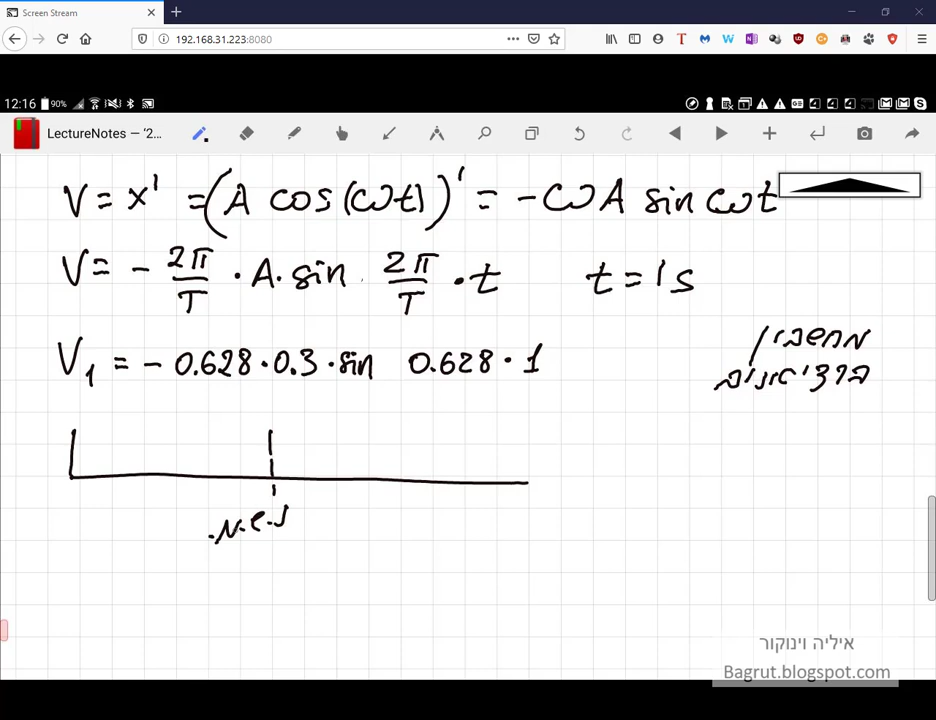 Screen Stream
192.168.31.223:8080
12:16 90%
LectureNotes — ‘2...
V = x' = (A cos(ωt))' = -ωA sin ωt
V = - 2π/T · A · sin 2π/T · t t = 1s
V₁ = - 0.628 · 0.3 · sin 0.628 · 1
מחשבון
ברדיאנים
נ.ש.מ.
איליה וינוקור
Bagrut.blogspot.com